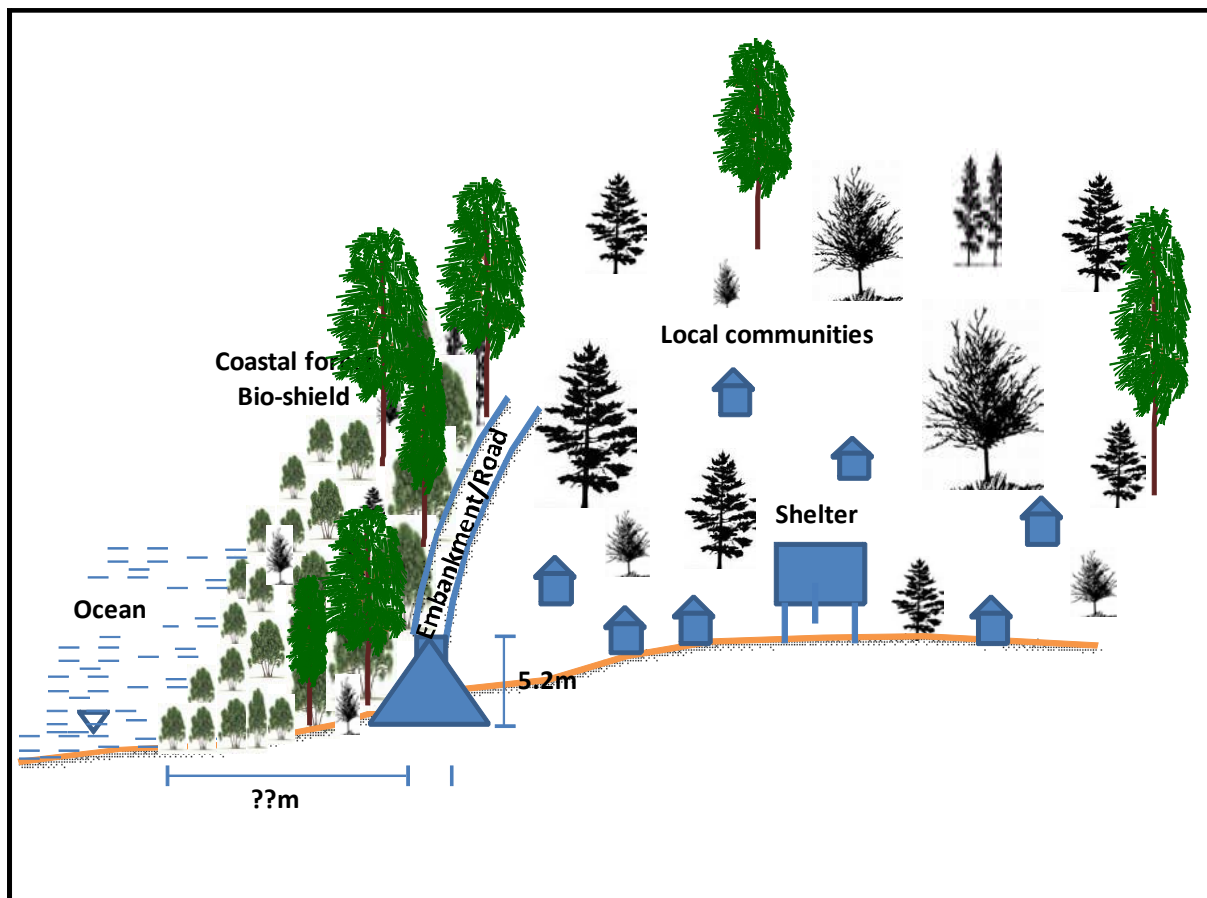 Local communities
Coastal for
Bio-shield
Embankment/Road
Shelter
Ocean
5.2m
??m